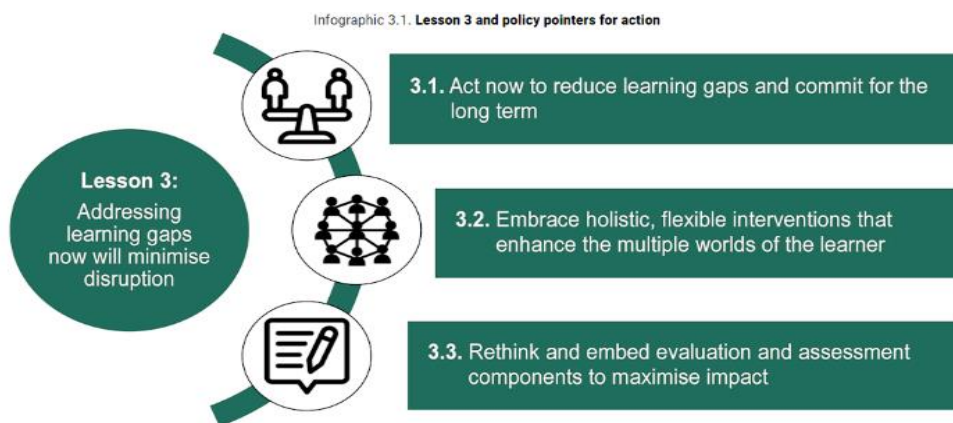 Infographic 3.1. Lesson 3 and policy pointers for action
Lesson 3:
Addressing
learning gaps
now will minimise
disruption
3.1. Act now to reduce learning gaps and commit for the
long term
3.2. Embrace holistic, flexible interventions that
enhance the multiple worlds of the learner
3.3. Rethink and embed evaluation and assessment
components to maximise impact